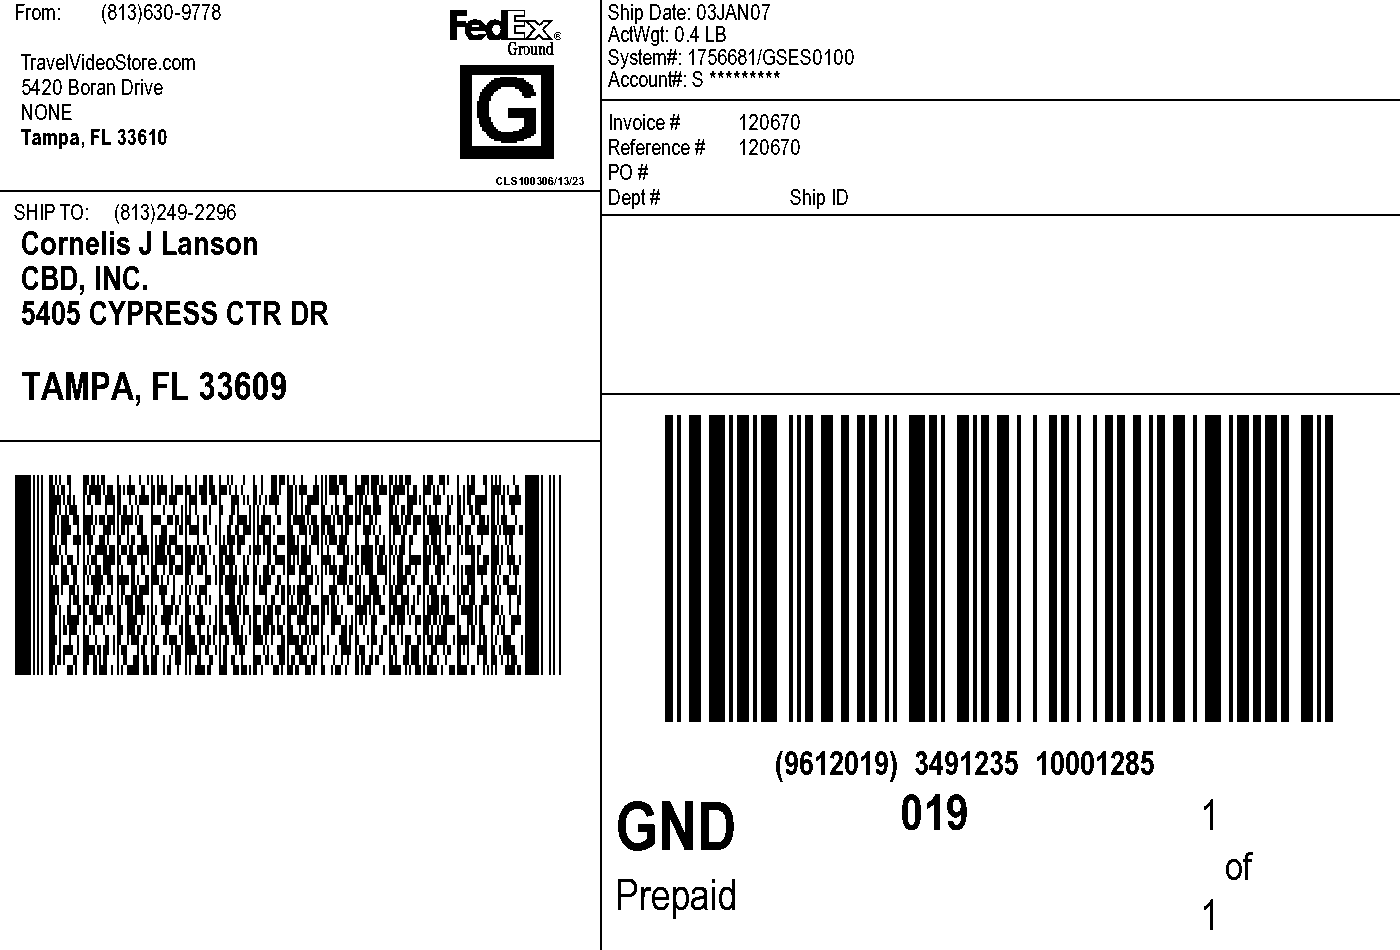 From: (813)630-9778
TravelVideoStore.com
5420 Boran Drive
NONE
Tampa, FL 33610
FedEx®
Ground
G
CLS100306/13/23
SHIP TO: (813)249-2296
Cornelis J Lanson
CBD, INC.
5405 CYPRESS CTR DR
TAMPA, FL 33609
Ship Date: 03JAN07
ActWgt: 0.4 LB
System#: 1756681/GSES0100
Account#: S *********
Invoice # 120670
Reference # 120670
PO #
Dept # Ship ID
(9612019) 3491235 10001285
GND 019 1
of
Prepaid 1